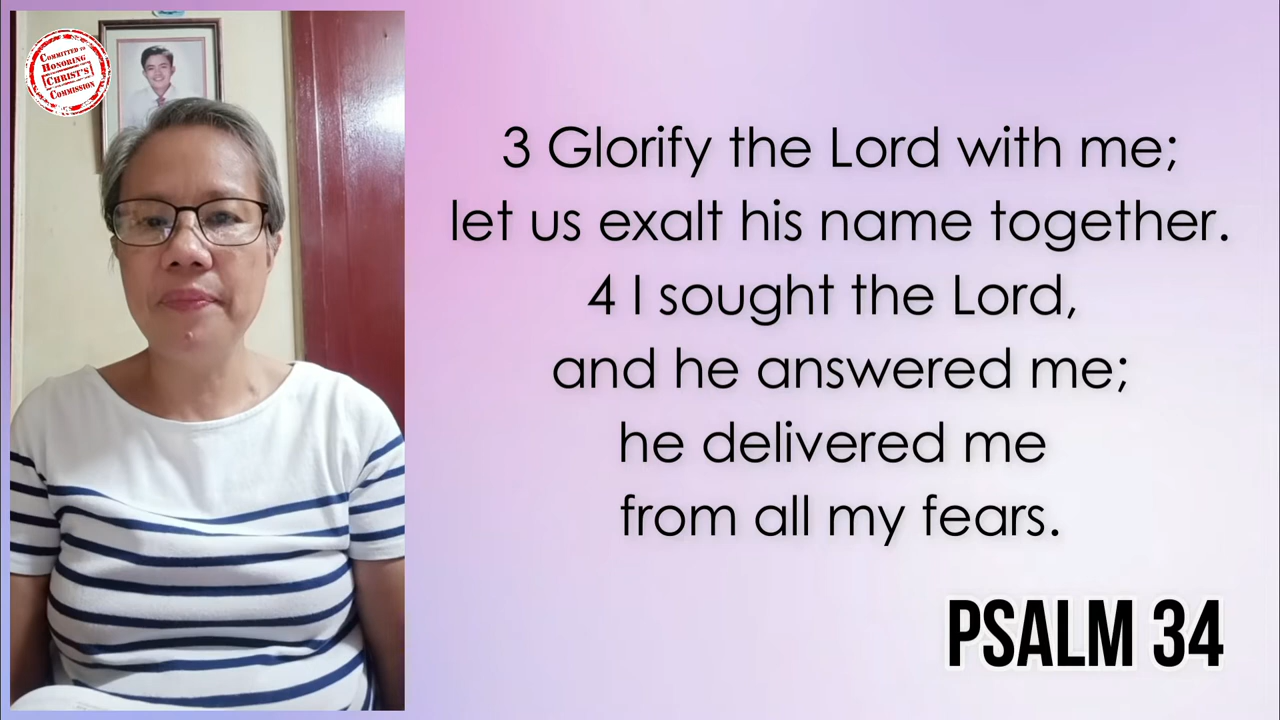 COMMITTED TO
HONORING
CHRIST'S
COMMISSION
3 Glorify the Lord with me;
let us exalt his name together.
4 I sought the Lord,
and he answered me;
he delivered me
from all my fears.
PSALM 34